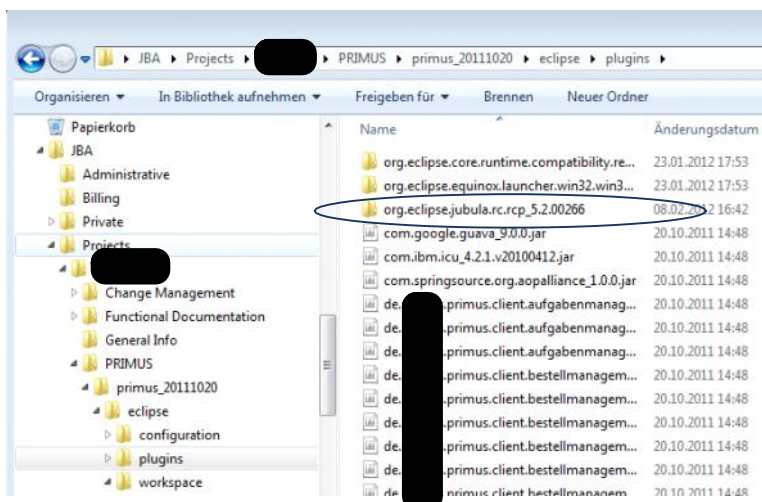 JBA Projects PRIMUS primus_20111020 eclipse plugins
Organisieren In Bibliothek aufnehmen Freigeben für Brennen Neuer Ordner
Papierkorb
JBA
Administrative
Billing
Private
Projects
Change Management
Functional Documentation
General Info
PRIMUS
primus_20111020
eclipse
configuration
plugins
workspace
Name Änderungsdatum
org.eclipse.core.runtime.compatibility.re... 23.01.2012 17:53
org.eclipse.equinox.launcher.win32.win3... 23.01.2012 17:53
org.eclipse.jubula.rc.rcp_5.2.00266 08.02.2012 16:42
com.google.guava_9.0.0.jar 20.10.2011 14:48
com.ibm.icu_4.2.1.v20100412.jar 20.10.2011 14:48
com.springsource.org.aopalliance_1.0.0.jar 20.10.2011 14:48
de. .primus.client.aufgabenmanag... 20.10.2011 14:48
de. .primus.client.aufgabenmanag... 20.10.2011 14:48
de. .primus.client.aufgabenmanag... 20.10.2011 14:48
de. .primus.client.bestellmanagem... 20.10.2011 14:48
de. .primus.client.bestellmanagem... 20.10.2011 14:48
de. .primus.client.bestellmanagem... 20.10.2011 14:48
de. .primus.client.bestellmanagem... 20.10.2011 14:48
de. .primus.client.bestellmanagem... 20.10.2011 14:48
de. primus.client.bestellmanagem... 20.10.2011 14:48